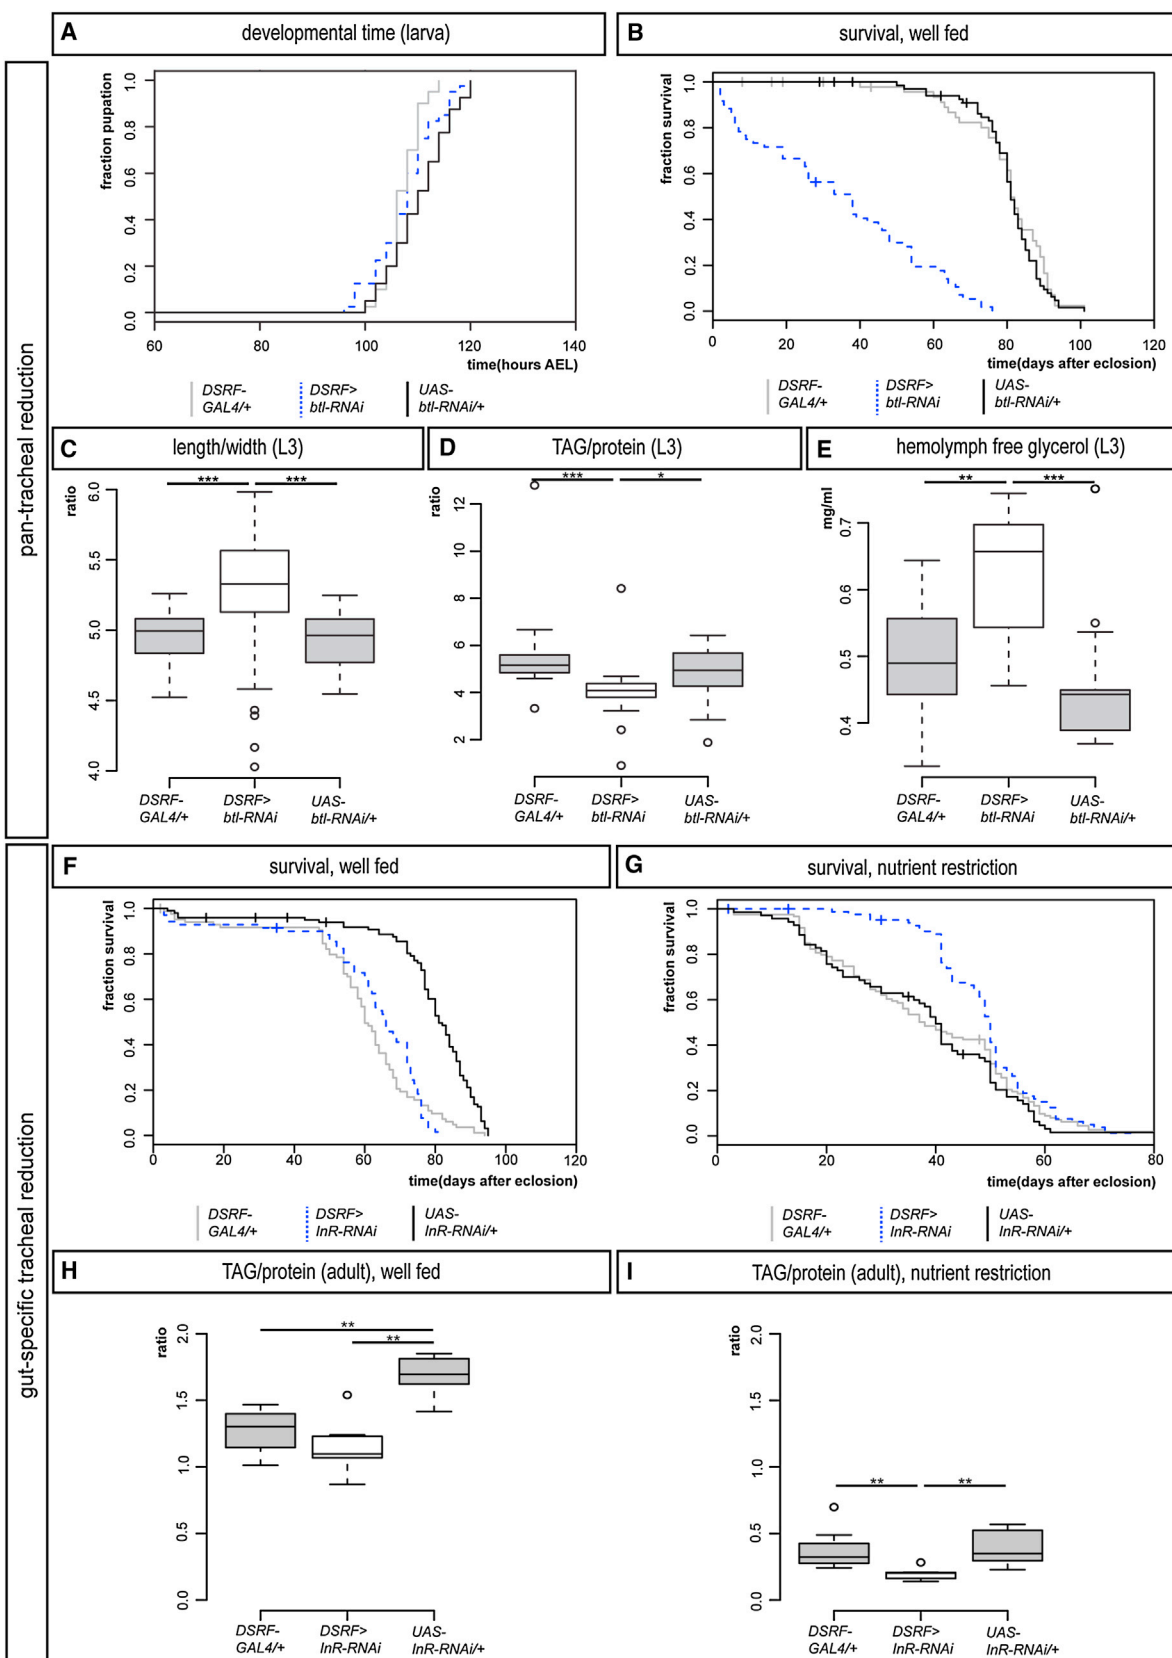 A developmental time (larva)
fraction pupation
1.0
0.8
0.6
0.4
0.2
0.0
60 80 100 120 140
time(hours AEL)
DSRF- DSRF> UAS-
GAL4/+ btl-RNAi btl-RNAi/+
B survival, well fed
fraction survival
1.0
0.8
0.6
0.4
0.2
0.0
0 20 40 60 80 100 120
time(days after eclosion)
DSRF- DSRF> UAS-
GAL4/+ btl-RNAi btl-RNAi/+
pan-tracheal reduction
C length/width (L3)
ratio
*** ***
6.0
5.5
5.0
4.5
4.0
DSRF- DSRF> UAS-
GAL4/+ btl-RNAi btl-RNAi/+
D TAG/protein (L3)
ratio
*** *
12
10
8
6
4
2
DSRF- DSRF> UAS-
GAL4/+ btl-RNAi btl-RNAi/+
E hemolymph free glycerol (L3)
mg/ml
** ***
0.7
0.6
0.5
0.4
DSRF- DSRF> UAS-
GAL4/+ btl-RNAi btl-RNAi/+
gut-specific tracheal reduction
F survival, well fed
fraction survival
1.0
0.8
0.6
0.4
0.2
0.0
0 20 40 60 80 100 120
time(days after eclosion)
DSRF- DSRF> UAS-
GAL4/+ InR-RNAi InR-RNAi/+
G survival, nutrient restriction
fraction survival
1.0
0.8
0.6
0.4
0.2
0.0
0 20 40 60 80
time(days after eclosion)
DSRF- DSRF> UAS-
GAL4/+ InR-RNAi InR-RNAi/+
H TAG/protein (adult), well fed
ratio
**
**
2.0
1.5
1.0
0.5
0.0
DSRF- DSRF> UAS-
GAL4/+ InR-RNAi InR-RNAi/+
I TAG/protein (adult), nutrient restriction
ratio
2.0
1.5
1.0
** **
0.5
0.0
DSRF- DSRF> UAS-
GAL4/+ InR-RNAi InR-RNAi/+